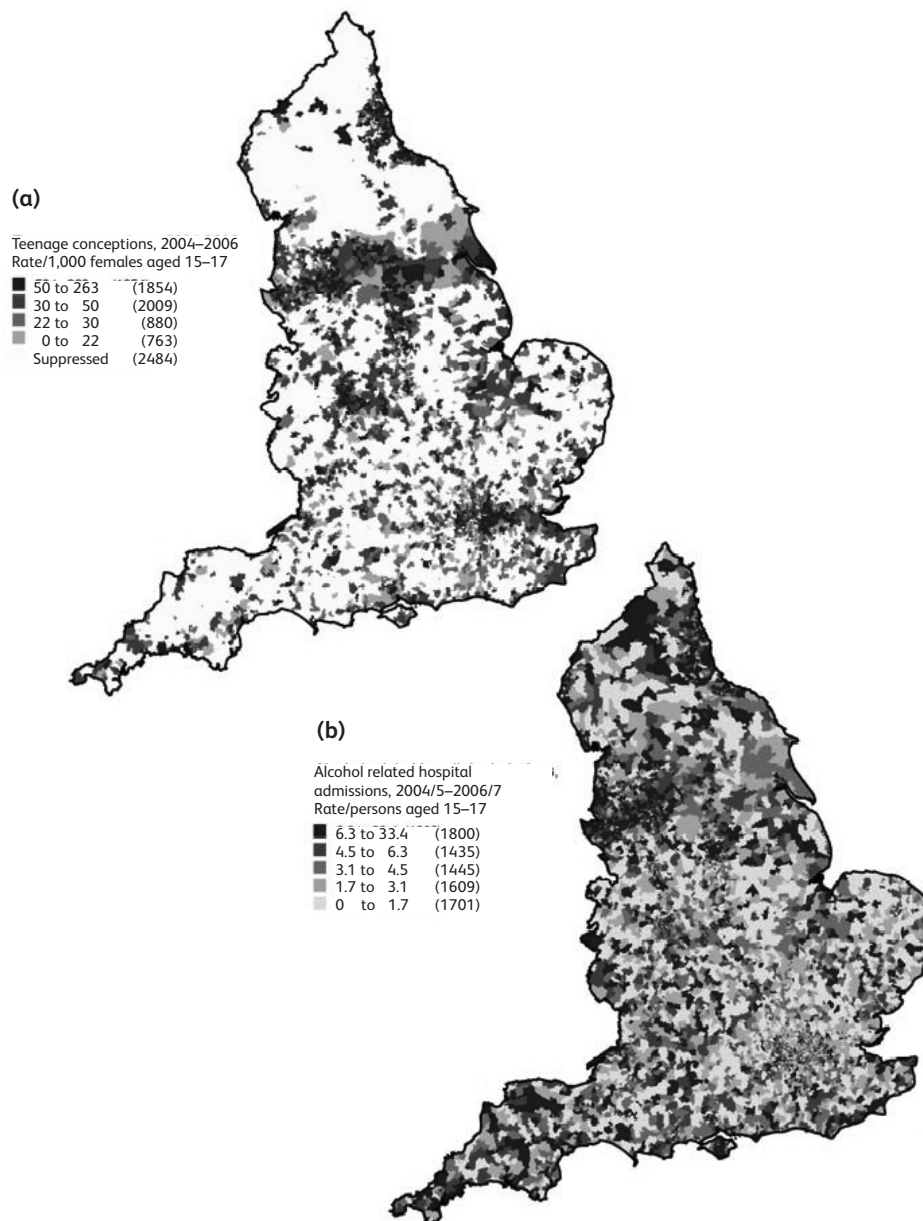 (a)
Teenage conceptions, 2004–2006
Rate/1,000 females aged 15–17
50 to 263 (1854)
30 to 50 (2009)
22 to 30 (880)
0 to 22 (763)
Suppressed (2484)
(b)
Alcohol related hospital
admissions, 2004/5–2006/7
Rate/persons aged 15–17
6.3 to 33.4 (1800)
4.5 to 6.3 (1435)
3.1 to 4.5 (1445)
1.7 to 3.1 (1609)
0 to 1.7 (1701)